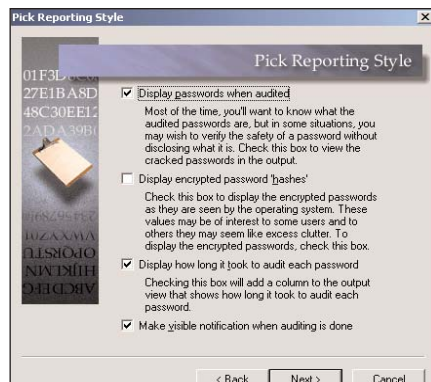 Pick Reporting Style
Pick Reporting Style
01F3D
27E1BA8D
48C30EE12
2ADA39B
Display passwords when audited
Most of the time, you'll want to know what the
audited passwords are, but in some situations, you
may wish to verify the safety of a password without
disclosing what it is. Check this box to view the
cracked passwords in the output.
Display encrypted password 'hashes'
Check this box to display the encrypted passwords
as they are seen by the operating system. These
values may be of interest to some users and to
others they may seem like excess clutter. To
display the encrypted passwords, check this box.
Display how long it took to audit each password
Checking this box will add a column to the output
view that shows how long it took to audit each
password.
Make visible notification when auditing is done
< Back Next > Cancel